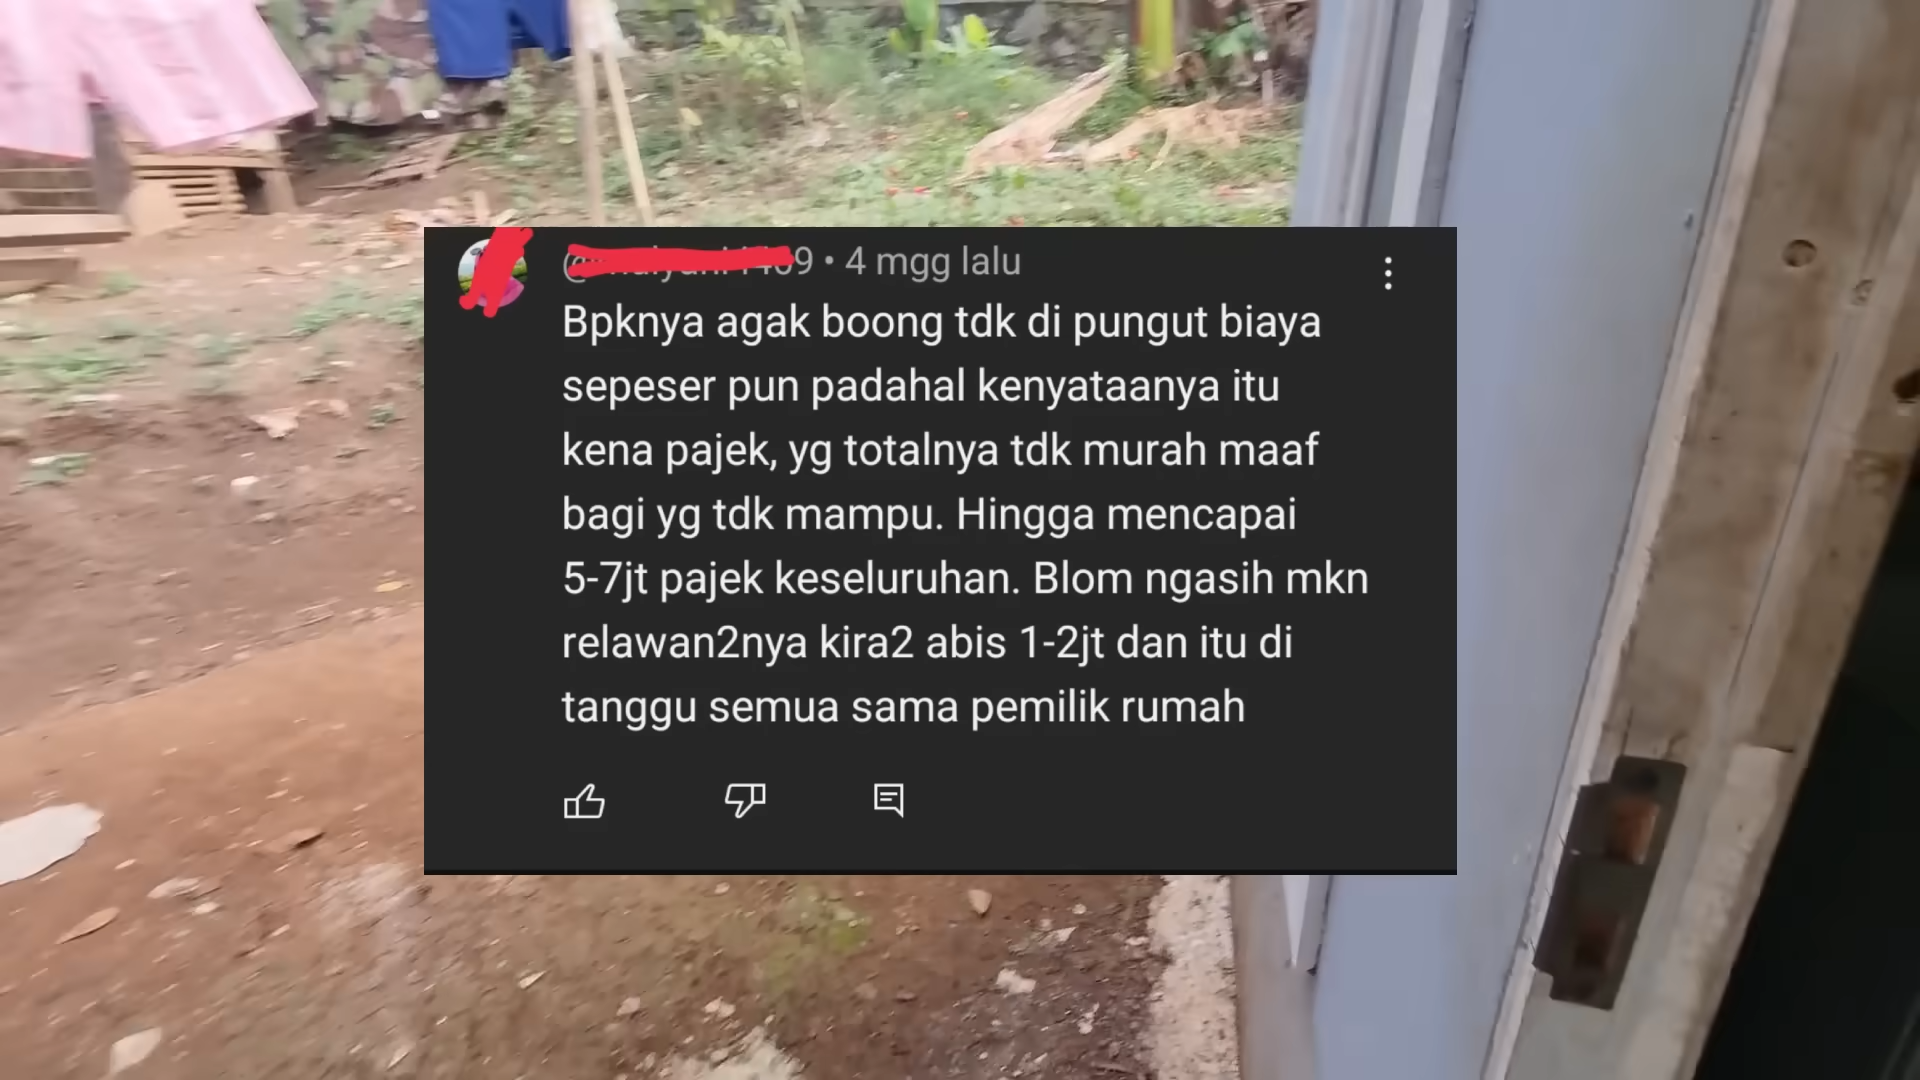 9 • 4 mgg lalu
Bpknya agak boong tdk di pungut biaya
sepeser pun padahal kenyataanya itu
kena pajek, yg totalnya tdk murah maaf
bagi yg tdk mampu. Hingga mencapai
5-7jt pajek keseluruhan. Blom ngasih mkn
relawan2nya kira2 abis 1-2jt dan itu di
tanggu semua sama pemilik rumah